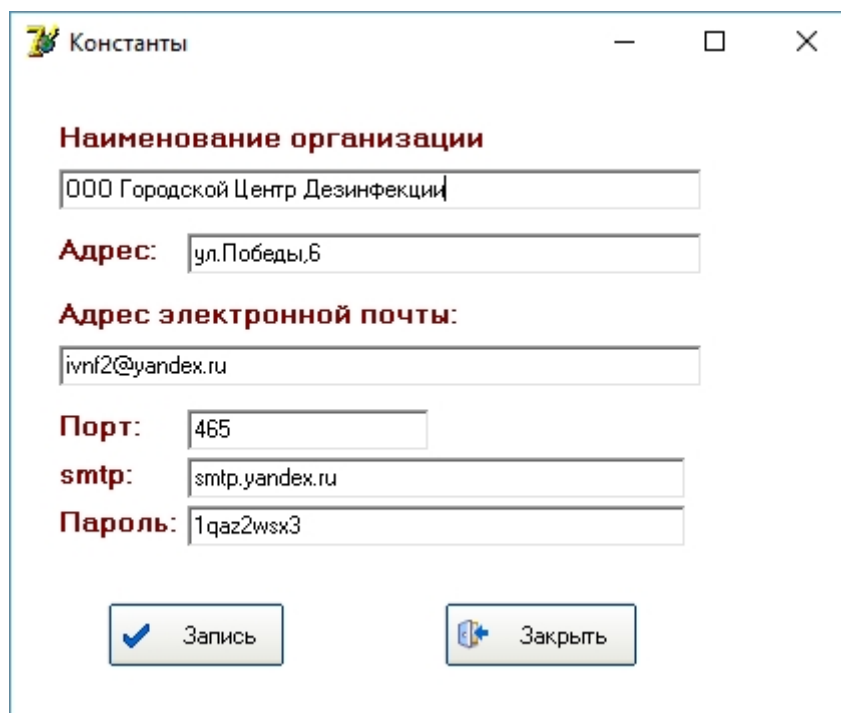 Константы
Наименование организации
ООО Городской Центр Дезинфекции
Адрес: ул.Победы,6
Адрес электронной почты:
ivnf2@yandex.ru
Порт: 465
smtp: smtp.yandex.ru
Пароль: 1qaz2wsx3
Запись Закрыть